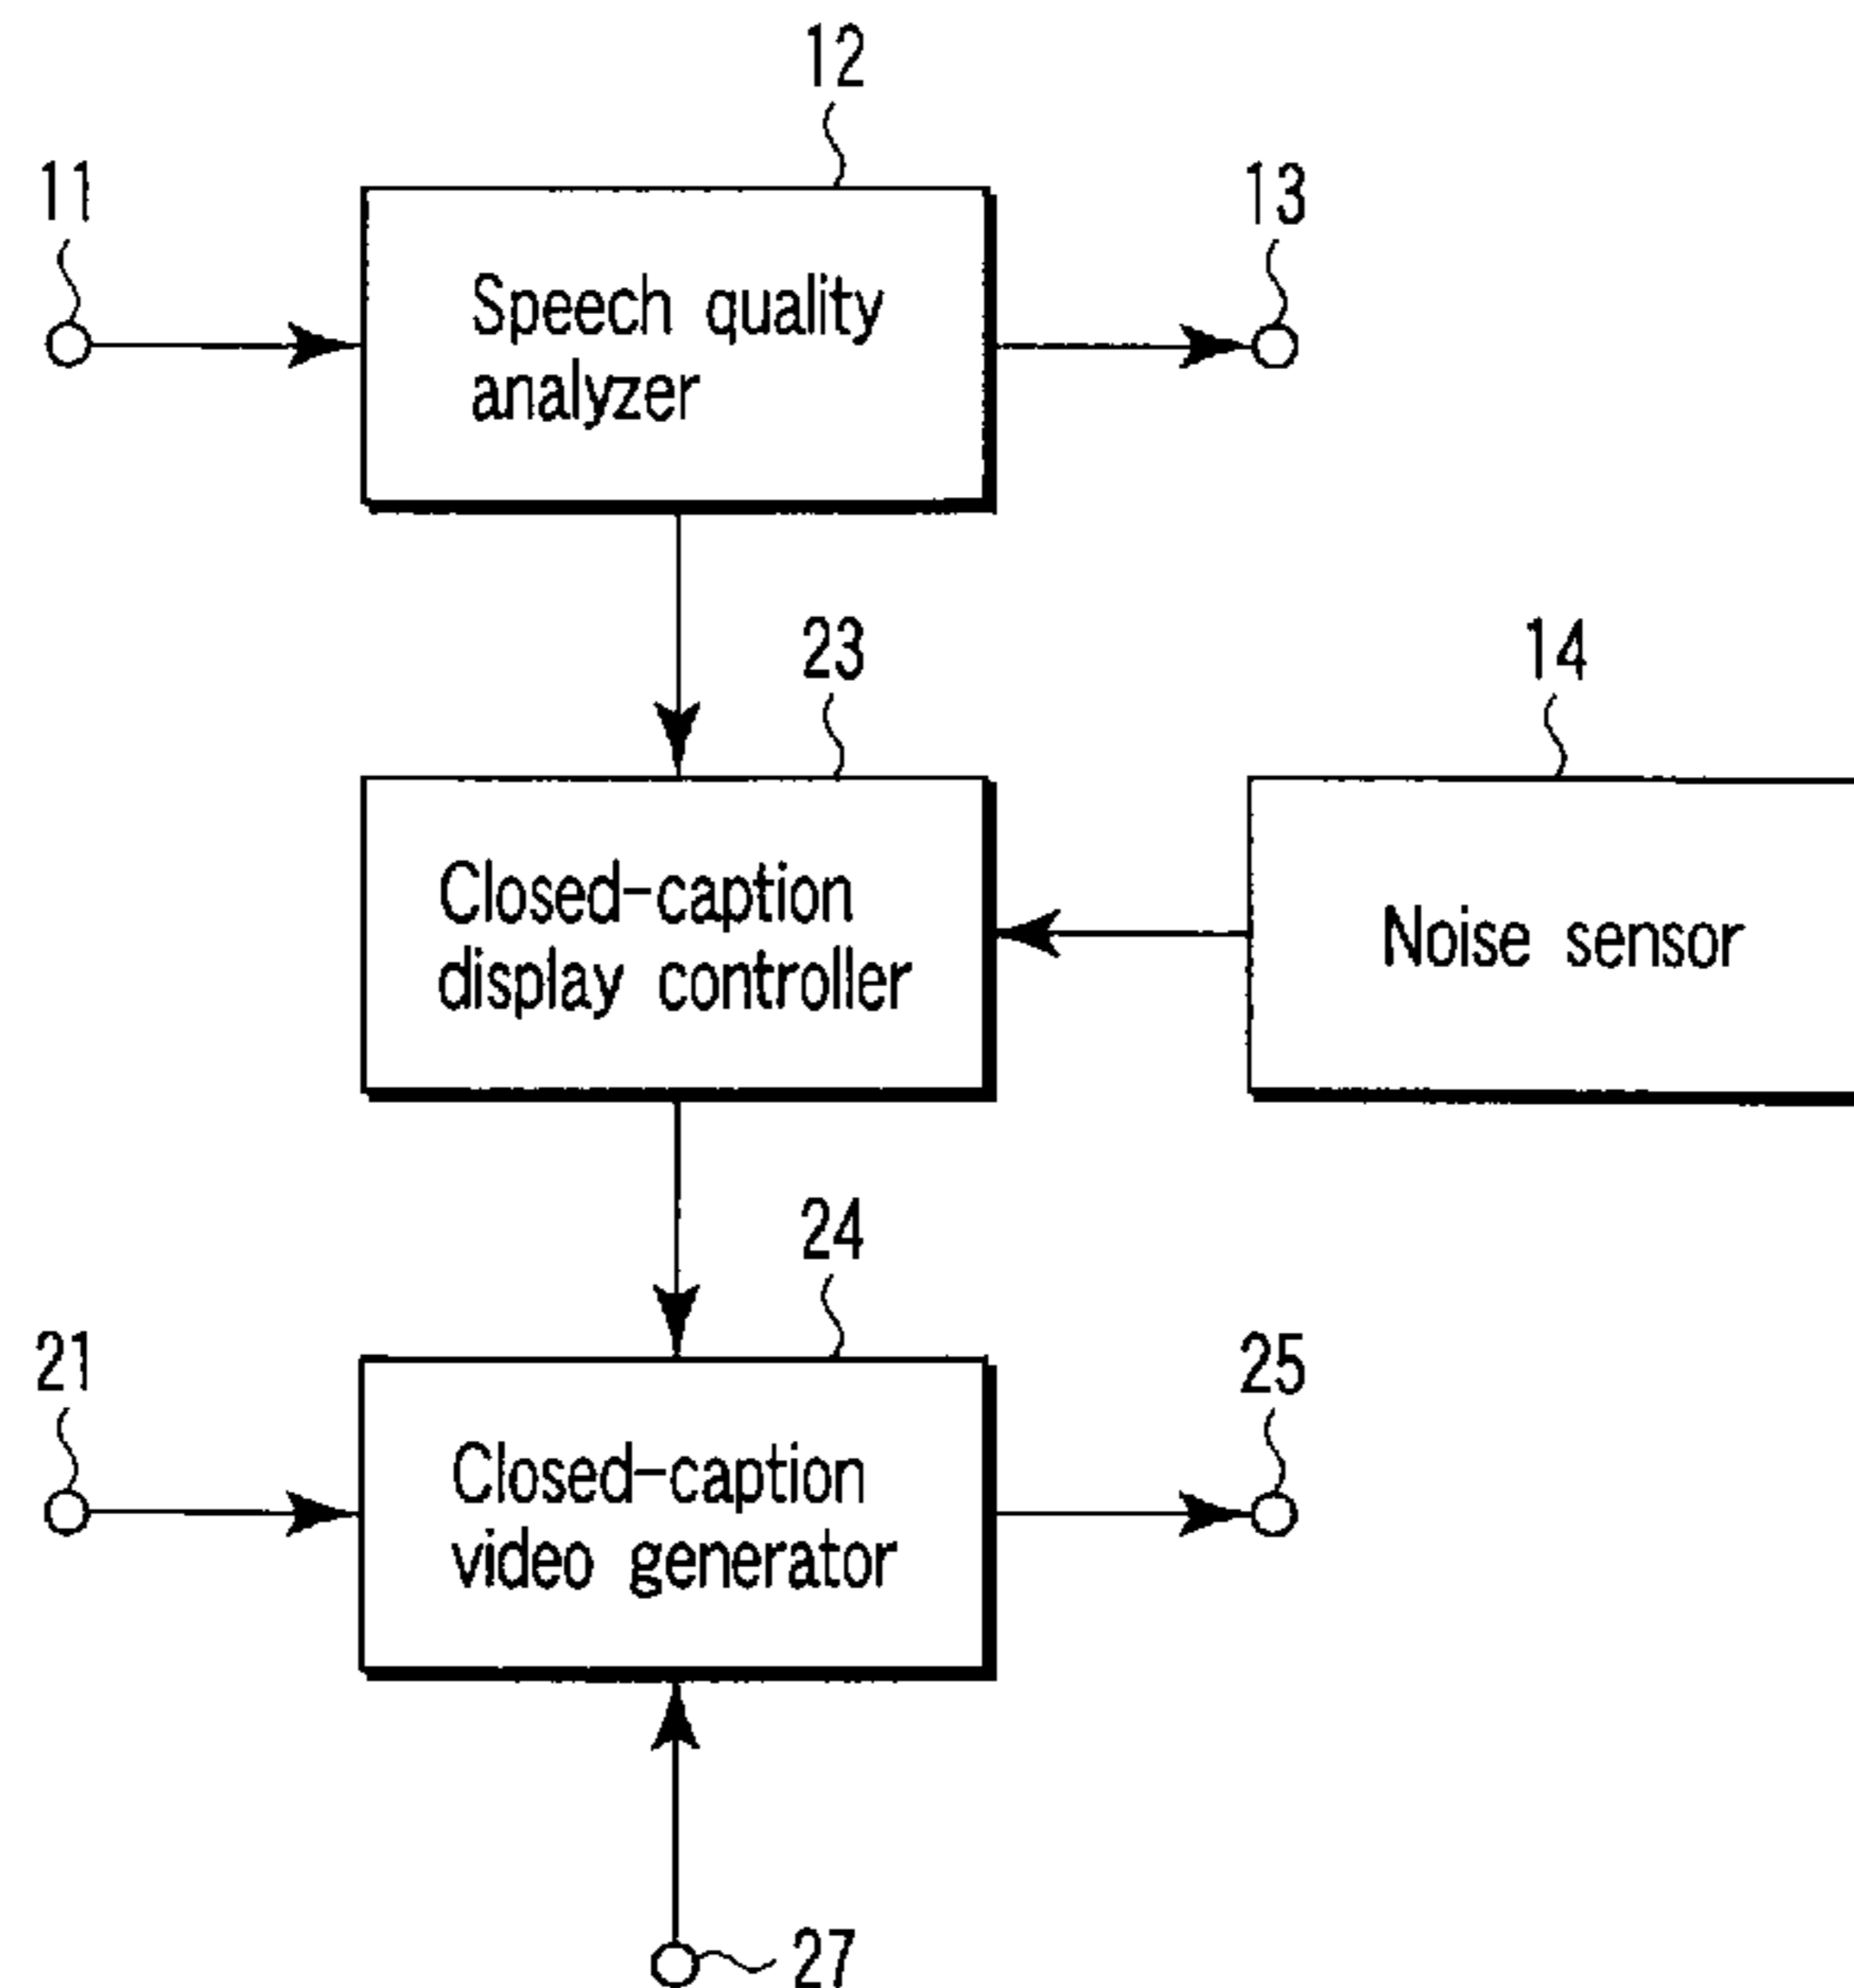 12
11
13
Speech quality
analyzer
23
14
Closed-caption
display controller
Noise sensor
24
21
25
Closed-caption
video generator
27